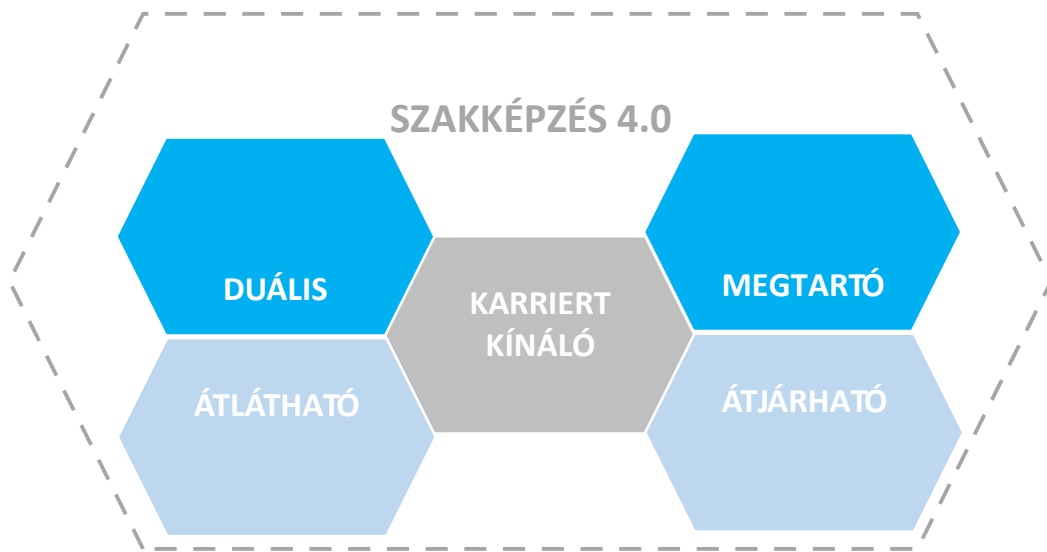 SZAKKÉPZÉS 4.0
DUÁLIS
MEGTARTÓ
KARRIERT
KÍNÁLÓ
ÁTLÁTHATÓ
ÁTJÁRHATÓ